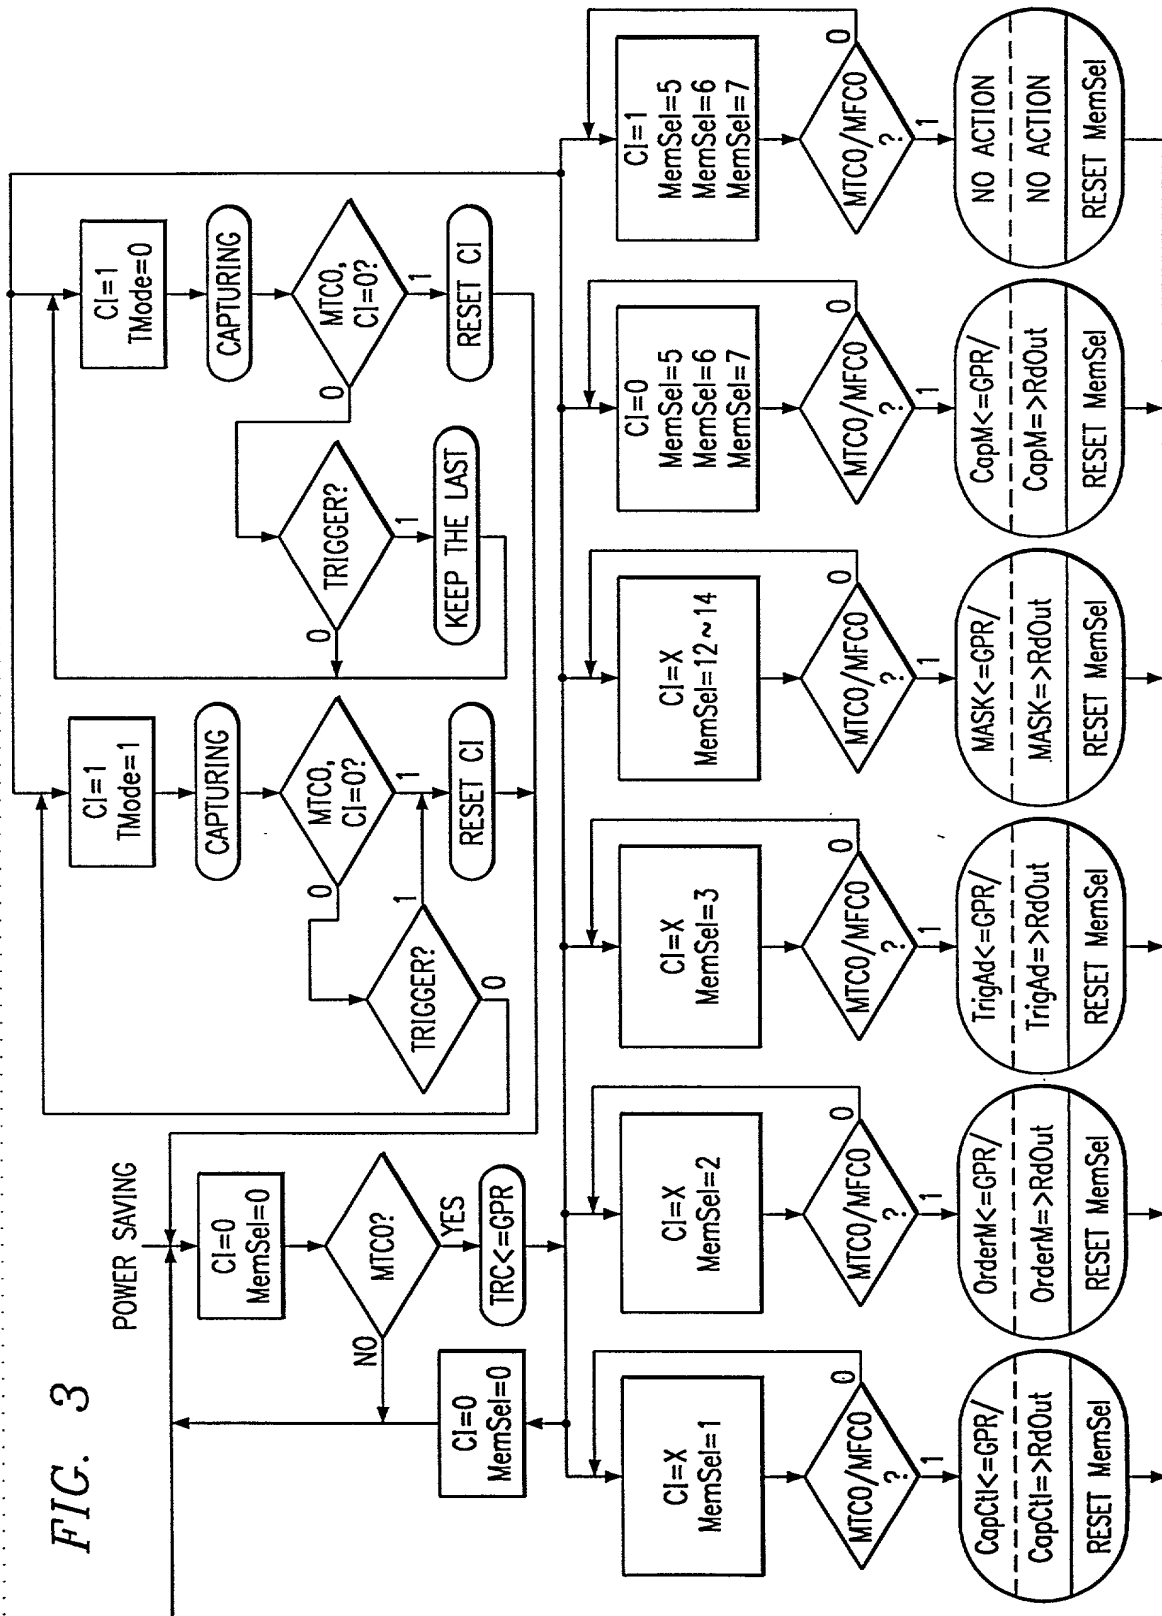 FIG. 3
POWER SAVING
CI=0
MemSel=0
MTCO?
NO
YES
TRC<=GPR
CI=0
MemSel=0
CI=1
TMode=1
CAPTURING
MTCO,
CI=0?
0
1
TRIGGER?
1
0
RESET CI
CI=1
TMode=0
CAPTURING
MTCO,
CI=0?
0
1
TRIGGER?
0
1
KEEP THE LAST
RESET CI
CI=X
MemSel=1
MTCO/MFCO
?
0
1
CapCtl<=GPR/
CapCtl=>RdOut
RESET MemSel
CI=X
MemSel=2
MTCO/MFCO
?
0
1
OrderM<=GPR/
OrderM=>RdOut
RESET MemSel
CI=X
MemSel=3
MTCO/MFCO
?
0
1
TrigAd<=GPR/
TrigAd=>RdOut
RESET MemSel
CI=X
MemSel=12~14
MTCO/MFCO
?
0
1
MASK<=GPR/
MASK=>RdOut
RESET MemSel
CI=0
MemSel=5
MemSel=6
MemSel=7
MTCO/MFCO
?
0
1
CapM<=GPR/
CapM=>RdOut
RESET MemSel
CI=1
MemSel=5
MemSel=6
MemSel=7
MTCO/MFCO
?
0
1
NO ACTION
NO ACTION
RESET MemSel